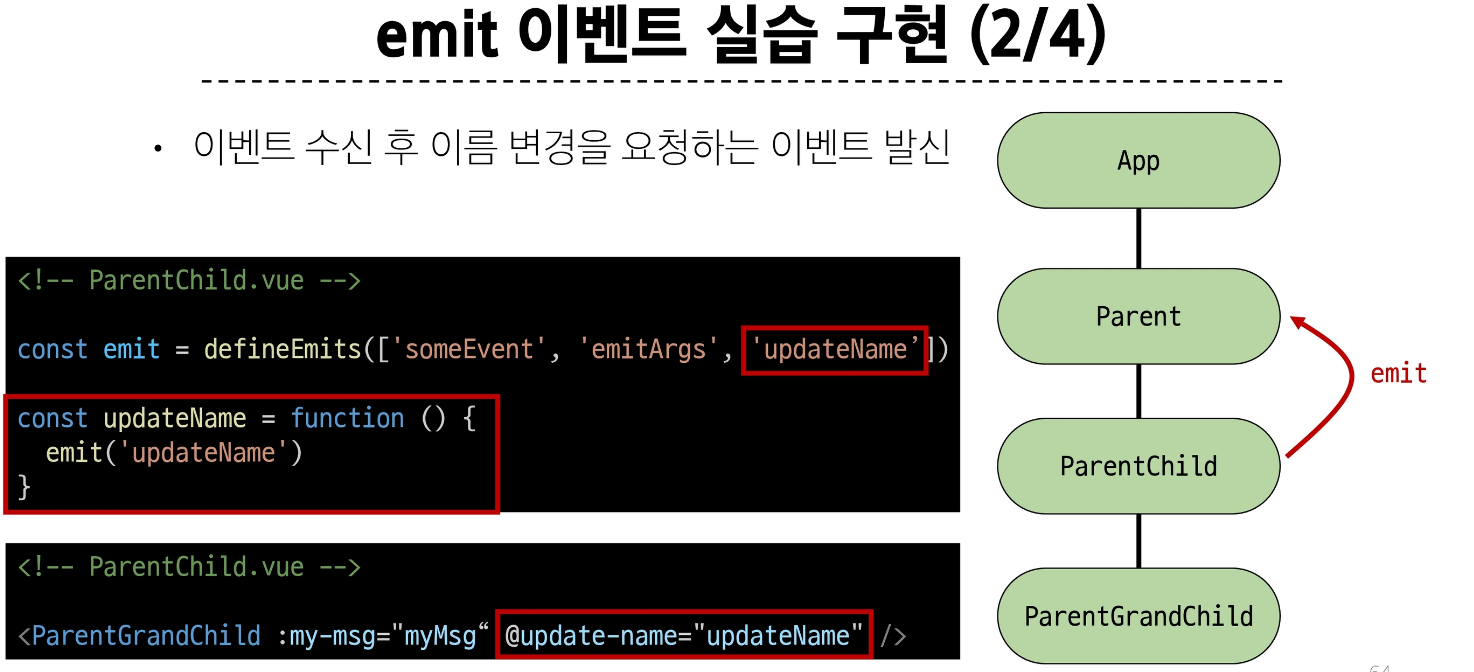 emit 이벤트 실습 구현 (2/4)
• 이벤트 수신 후 이름 변경을 요청하는 이벤트 발신
<!-- ParentChild.vue -->
const emit = defineEmits(['someEvent', 'emitArgs', 'updateName’])
const updateName = function () {
emit('updateName')
}
<!-- ParentChild.vue -->
<ParentGrandChild :my-msg="myMsg“ @update-name="updateName" />
App
Parent
emit
ParentChild
ParentGrandChild